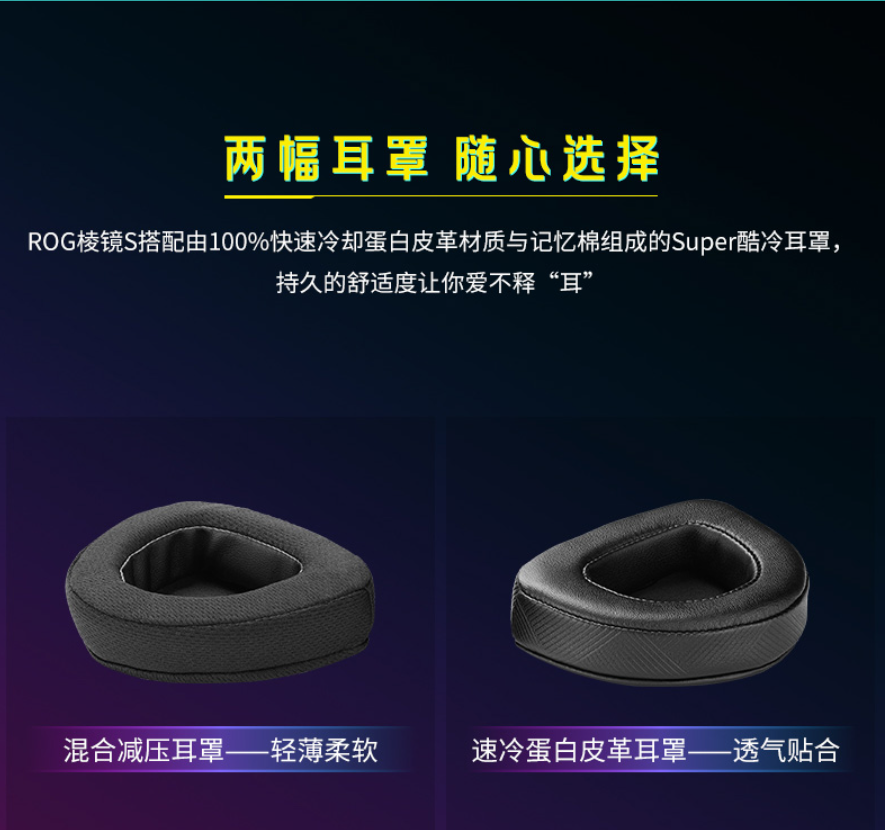 两幅耳罩 随心选择
ROG棱镜S搭配由100%快速冷却蛋白皮革材质与记忆棉组成的Super酷冷耳罩，
持久的舒适度让你爱不释“耳”
混合减压耳罩——轻薄柔软
速冷蛋白皮革耳罩——透气贴合